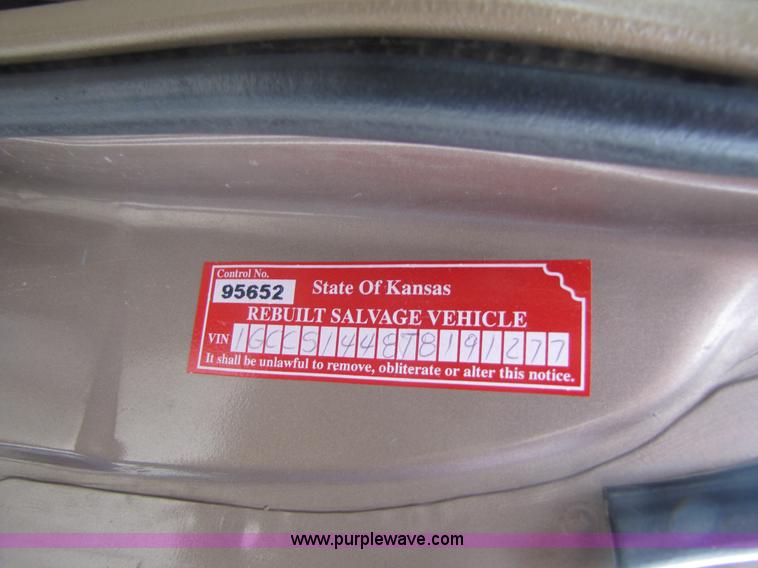 Control No.
95652
State Of Kansas
REBUILT SALVAGE VEHICLE
VIN 1GCCS1448T8191277
It shall be unlawful to remove, obliterate or alter this notice.
www.purplewave.com